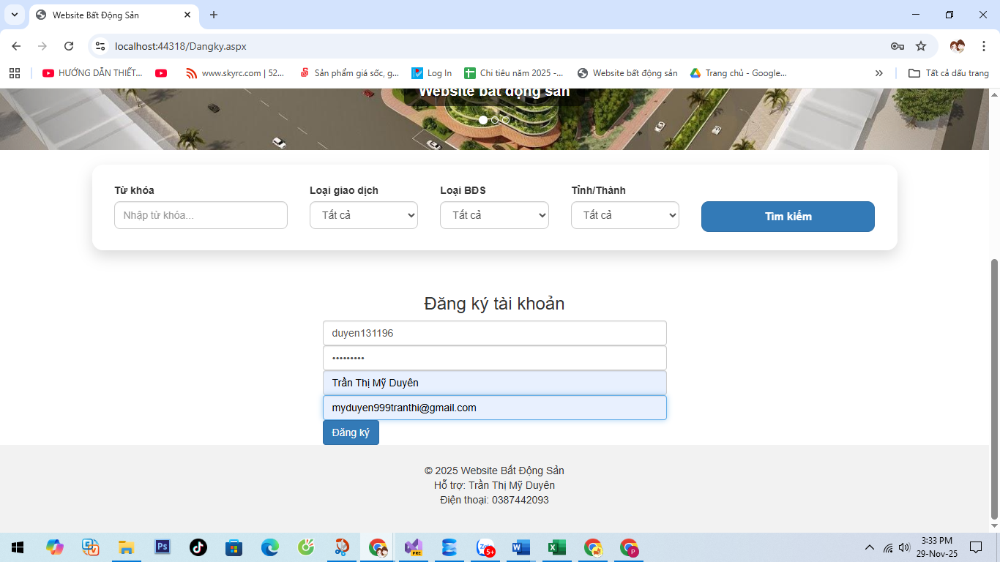 Website Bất Động Sản
localhost:44318/Dangky.aspx
HƯỚNG DẪN THIẾT...
www.skyrc.com | 52...
Sản phẩm giá sốc, g...
Log In
Chi tiêu năm 2025 -...
Website bất động sản
Trang chủ - Google...
Tất cả dấu trang
Website bất động sản
Từ khóa
Loại giao dịch
Loại BĐS
Tỉnh/Thành
Nhập từ khóa...
Tất cả
Tất cả
Tất cả
Tìm kiếm
Đăng ký tài khoản
duyen131196
•••••••••
Trần Thị Mỹ Duyên
myduyen999tranthi@gmail.com
Đăng ký
© 2025 Website Bất Động Sản
Hỗ trợ: Trần Thị Mỹ Duyên
Điện thoại: 0387442093
Ps
PRE
5+
P
3:33 PM
29-Nov-25